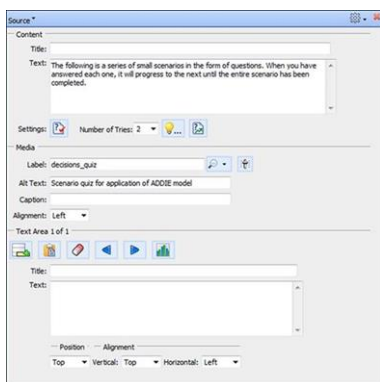 Source
Content
Title:
Text: The following is a series of small scenarios in the form of questions. When you have
answered each one, it will progress to the next until the entire scenario has been
completed.
Settings: Number of Tries: 2 ...
Media
Label: decisions_quiz
Alt Text: Scenario quiz for application of ADDIE model
Caption:
Alignment: Left
Text Area 1 of 1
Title:
Text:
Position Alignment
Top Vertical: Top Horizontal: Left